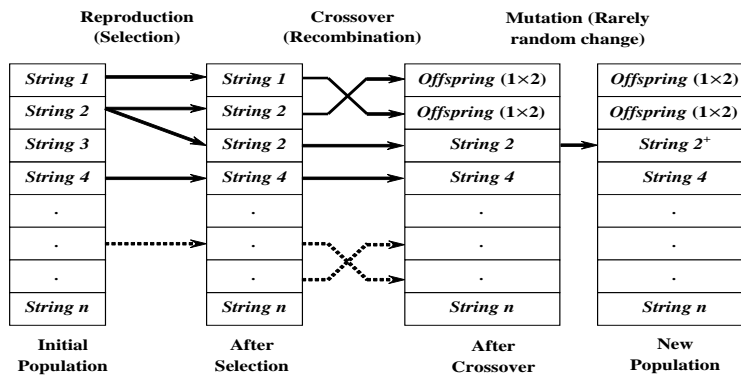 Reproduction
(Selection)
Crossover
(Recombination)
Mutation (Rarely
random change)
String 1
String 2
String 3
String 4
.
.
.
String n
Initial
Population
String 1
String 2
String 2
String 4
.
.
.
String n
After
Selection
Offspring (1×2)
Offspring (1×2)
String 2
String 4
.
.
.
String n
After
Crossover
Offspring (1×2)
Offspring (1×2)
String 2⁺
String 4
.
.
.
String n
New
Population